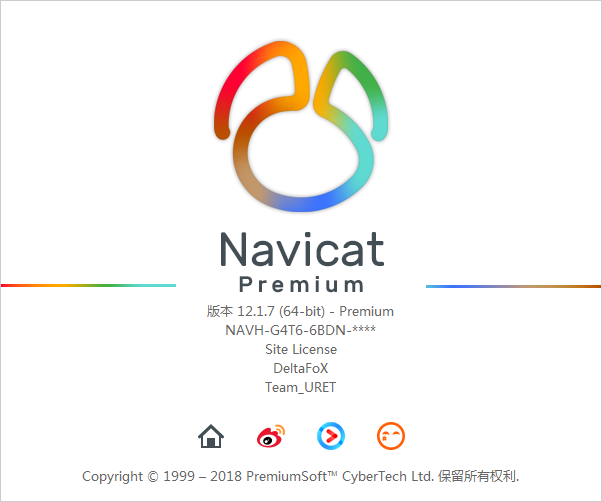 Navicat
Premium
版本 12.1.7 (64-bit) - Premium
NAVH-G4T6-6BDN-****
Site License
DeltaFoX
Team_URET
Copyright © 1999 – 2018 PremiumSoft™ CyberTech Ltd. 保留所有权利.